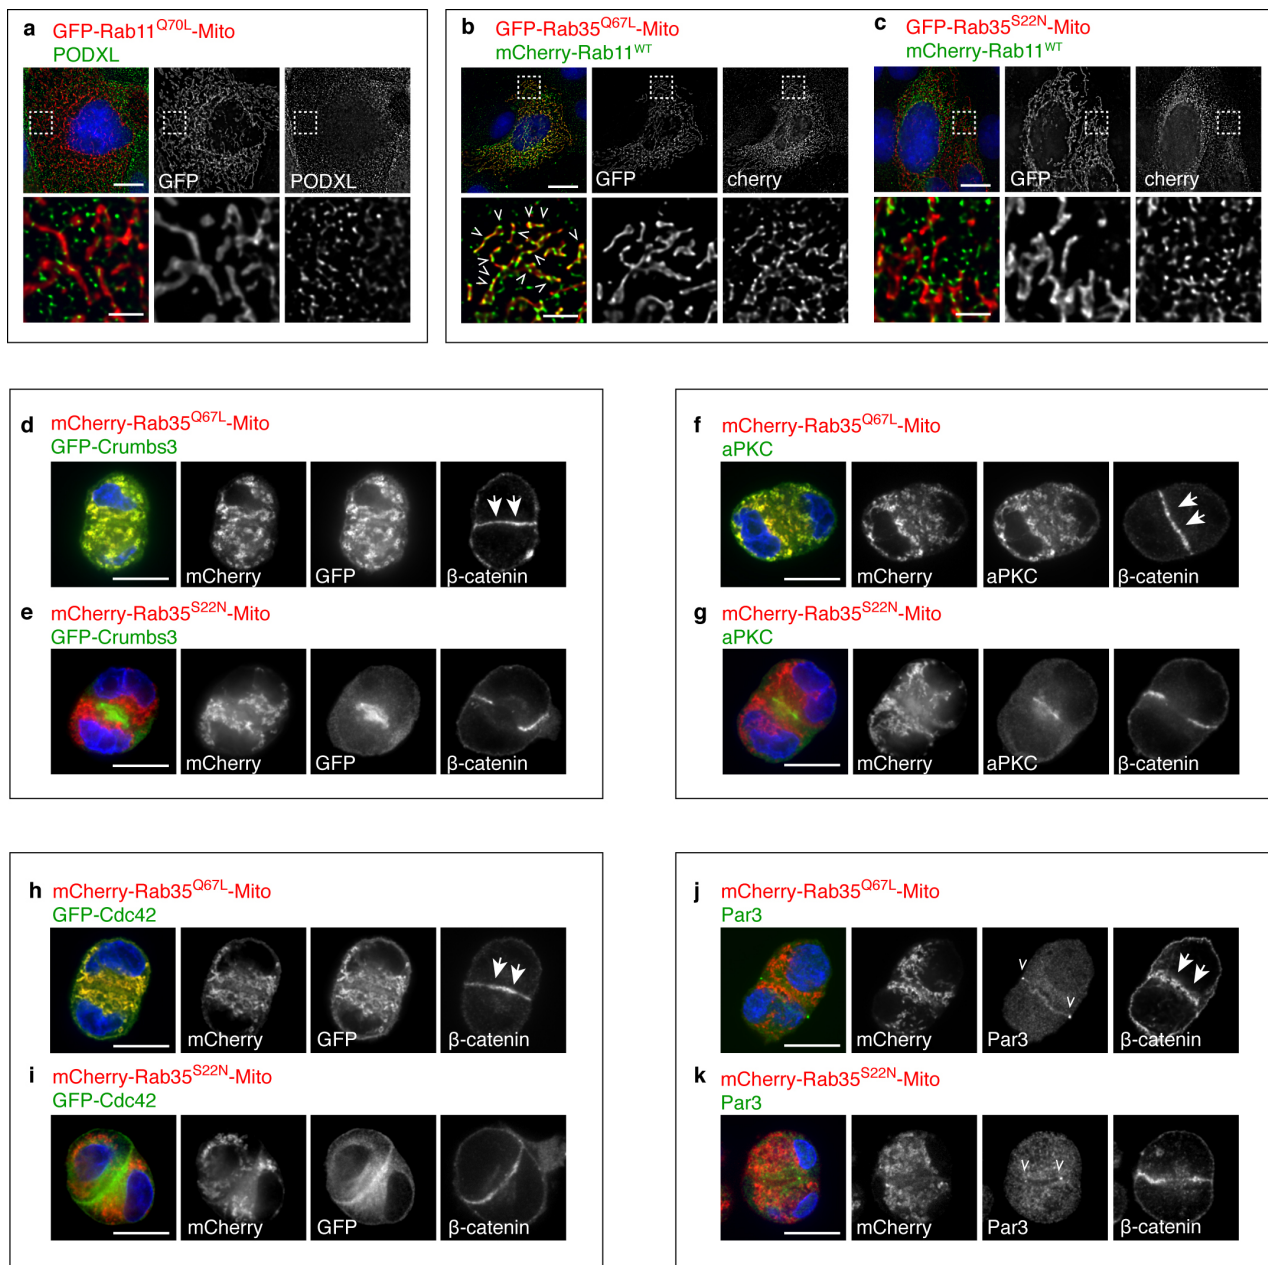 a GFP-Rab11Q70L-Mito
PODXL
GFP
PODXL
b GFP-Rab35Q67L-Mito
mCherry-Rab11WT
GFP
cherry
c GFP-Rab35S22N-Mito
mCherry-Rab11WT
GFP
cherry
d mCherry-Rab35Q67L-Mito
GFP-Crumbs3
mCherry
GFP
β-catenin
e mCherry-Rab35S22N-Mito
GFP-Crumbs3
mCherry
GFP
β-catenin
f mCherry-Rab35Q67L-Mito
aPKC
mCherry
aPKC
β-catenin
g mCherry-Rab35S22N-Mito
aPKC
mCherry
aPKC
β-catenin
h mCherry-Rab35Q67L-Mito
GFP-Cdc42
mCherry
GFP
β-catenin
i mCherry-Rab35S22N-Mito
GFP-Cdc42
mCherry
GFP
β-catenin
j mCherry-Rab35Q67L-Mito
Par3
mCherry
Par3
β-catenin
k mCherry-Rab35S22N-Mito
Par3
mCherry
Par3
β-catenin